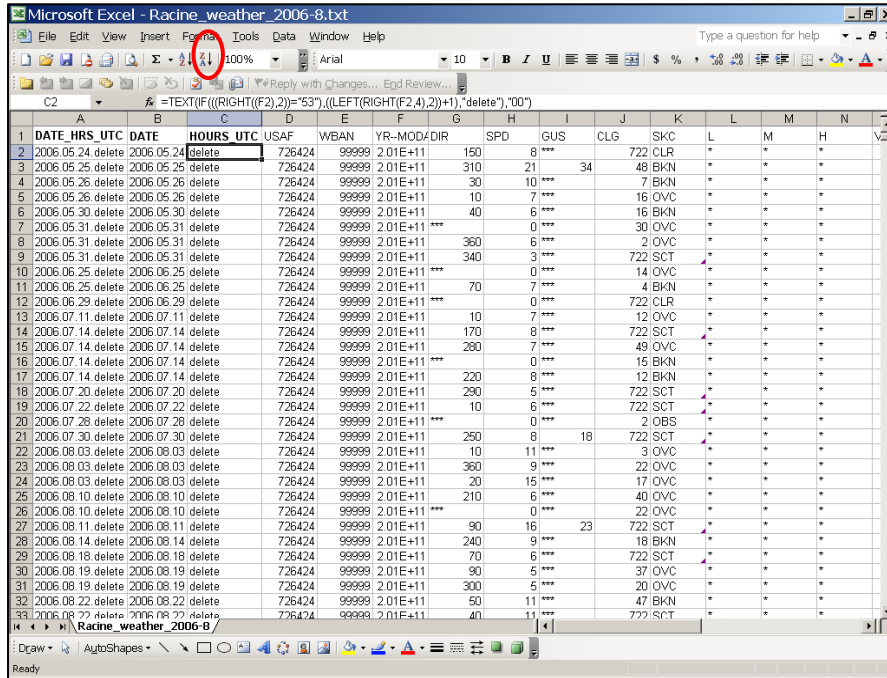 Microsoft Excel - Racine_weather_2006-8.txt
File Edit View Insert Format Tools Data Window Help Type a question for help
100% Arial 10 B I U $ % ,
Reply with Changes... End Review...
C2 fx =TEXT(IF(((RIGHT((F2),2))="53"),((LEFT(RIGHT(F2,4),2))+1),"delete"),"00")
A B C D E F G H I J K L M N
1 DATE_HRS_UTC DATE HOURS_UTC USAF WBAN YR--MODA DIR SPD GUS CLG SKC L M H V
2 2006.05.24.delete 2006.05.24 delete 726424 99999 2.01E+11 150 8 *** 722 CLR * * *
3 2006.05.25.delete 2006.05.25 delete 726424 99999 2.01E+11 310 21 34 48 BKN * * *
4 2006.05.26.delete 2006.05.26 delete 726424 99999 2.01E+11 30 10 *** 7 BKN * * *
5 2006.05.26.delete 2006.05.26 delete 726424 99999 2.01E+11 10 7 *** 16 OVC * * *
6 2006.05.30.delete 2006.05.30 delete 726424 99999 2.01E+11 40 6 *** 16 BKN * * *
7 2006.05.31.delete 2006.05.31 delete 726424 99999 2.01E+11 *** 0 *** 30 OVC * * *
8 2006.05.31.delete 2006.05.31 delete 726424 99999 2.01E+11 360 6 *** 2 OVC * * *
9 2006.05.31.delete 2006.05.31 delete 726424 99999 2.01E+11 340 3 *** 722 SCT * * *
10 2006.06.25.delete 2006.06.25 delete 726424 99999 2.01E+11 *** 0 *** 14 OVC * * *
11 2006.06.25.delete 2006.06.25 delete 726424 99999 2.01E+11 70 7 *** 4 BKN * * *
12 2006.06.29.delete 2006.06.29 delete 726424 99999 2.01E+11 *** 0 *** 722 CLR * * *
13 2006.07.11.delete 2006.07.11 delete 726424 99999 2.01E+11 10 7 *** 12 OVC * * *
14 2006.07.14.delete 2006.07.14 delete 726424 99999 2.01E+11 170 8 *** 722 SCT * * *
15 2006.07.14.delete 2006.07.14 delete 726424 99999 2.01E+11 280 7 *** 49 OVC * * *
16 2006.07.14.delete 2006.07.14 delete 726424 99999 2.01E+11 *** 0 *** 15 BKN * * *
17 2006.07.14.delete 2006.07.14 delete 726424 99999 2.01E+11 220 8 *** 12 BKN * * *
18 2006.07.20.delete 2006.07.20 delete 726424 99999 2.01E+11 290 5 *** 722 SCT * * *
19 2006.07.22.delete 2006.07.22 delete 726424 99999 2.01E+11 10 6 *** 722 SCT * * *
20 2006.07.28.delete 2006.07.28 delete 726424 99999 2.01E+11 *** 0 *** 2 OBS * * *
21 2006.07.30.delete 2006.07.30 delete 726424 99999 2.01E+11 250 8 18 722 SCT * * *
22 2006.08.03.delete 2006.08.03 delete 726424 99999 2.01E+11 10 11 *** 3 OVC * * *
23 2006.08.03.delete 2006.08.03 delete 726424 99999 2.01E+11 360 9 *** 22 OVC * * *
24 2006.08.03.delete 2006.08.03 delete 726424 99999 2.01E+11 20 15 *** 17 OVC * * *
25 2006.08.10.delete 2006.08.10 delete 726424 99999 2.01E+11 210 6 *** 40 OVC * * *
26 2006.08.10.delete 2006.08.10 delete 726424 99999 2.01E+11 *** 0 *** 22 OVC * * *
27 2006.08.11.delete 2006.08.11 delete 726424 99999 2.01E+11 90 16 23 722 SCT * * *
28 2006.08.14.delete 2006.08.14 delete 726424 99999 2.01E+11 240 9 *** 18 BKN * * *
29 2006.08.18.delete 2006.08.18 delete 726424 99999 2.01E+11 70 6 *** 722 SCT * * *
30 2006.08.19.delete 2006.08.19 delete 726424 99999 2.01E+11 90 5 *** 37 OVC * * *
31 2006.08.19.delete 2006.08.19 delete 726424 99999 2.01E+11 300 5 *** 20 OVC * * *
32 2006.08.22.delete 2006.08.22 delete 726424 99999 2.01E+11 50 11 *** 47 BKN * * *
33 2006.08.22.delete 2006.08.22 delete 726424 99999 2.01E+11 40 11 *** 722 SCT * * *
Racine_weather_2006-8
Draw AutoShapes
Ready